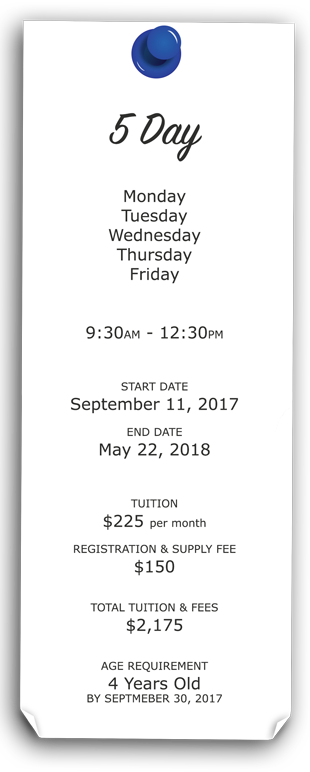 5 Day
Monday
Tuesday
Wednesday
Thursday
Friday
9:30AM - 12:30PM
START DATE
September 11, 2017
END DATE
May 22, 2018
TUITION
$225 per month
REGISTRATION & SUPPLY FEE
$150
TOTAL TUITION & FEES
$2,175
AGE REQUIREMENT
4 Years Old
BY SEPTMEBER 30, 2017